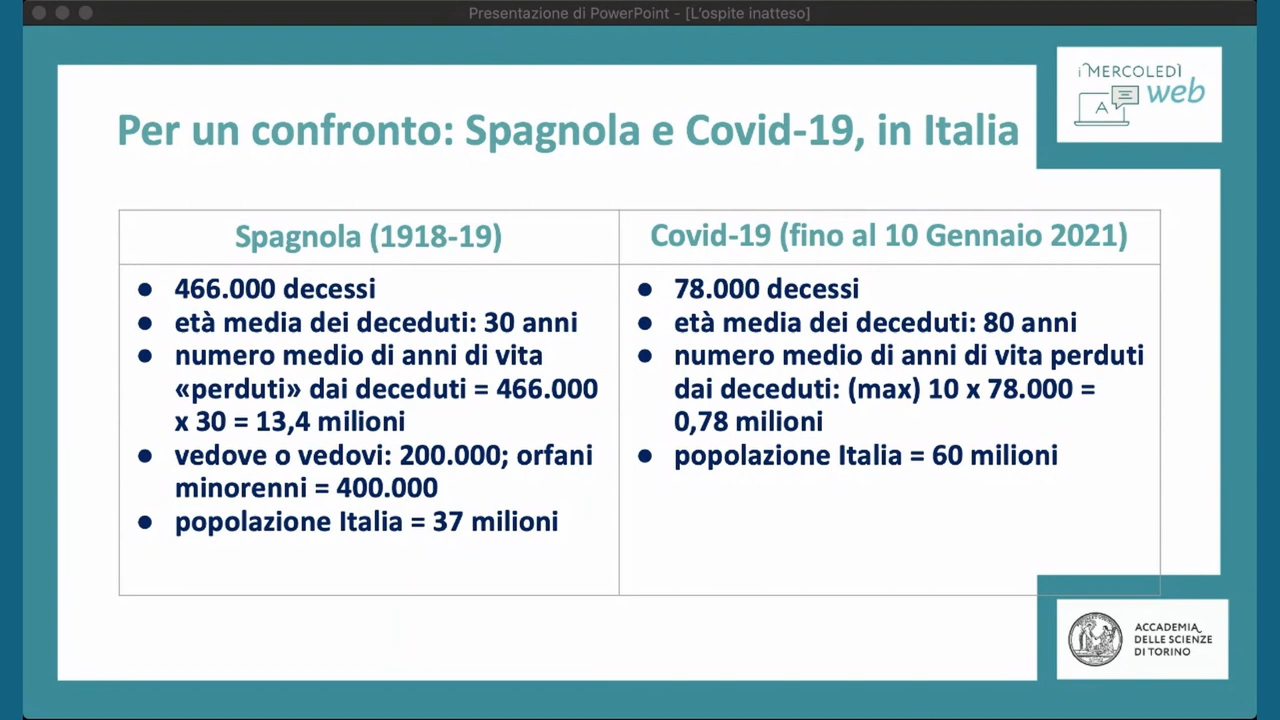 Presentazione di PowerPoint - [L'ospite inatteso]
i MERCOLEDÌ
A
web
Per un confronto: Spagnola e Covid-19, in Italia
Spagnola (1918-19)
● 466.000 decessi
● età media dei deceduti: 30 anni
● numero medio di anni di vita
«perduti» dai deceduti = 466.000
x 30 = 13,4 milioni
● vedove o vedovi: 200.000; orfani
minorenni = 400.000
● popolazione Italia = 37 milioni
Covid-19 (fino al 10 Gennaio 2021)
● 78.000 decessi
● età media dei deceduti: 80 anni
● numero medio di anni di vita perduti
dai deceduti: (max) 10 x 78.000 =
0,78 milioni
● popolazione Italia = 60 milioni
ACCADEMIA
DELLE SCIENZE
DI TORINO